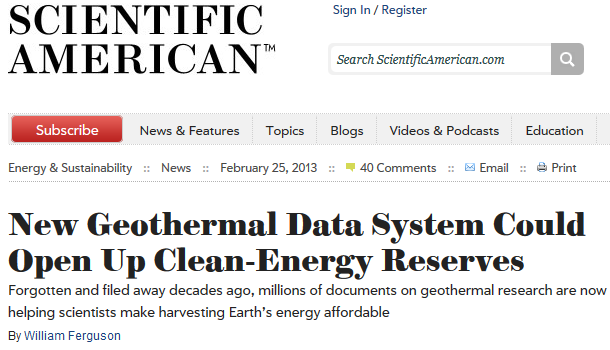 SCIENTIFIC
AMERICAN™
Sign In / Register
Search ScientificAmerican.com
Subscribe News & Features Topics Blogs Videos & Podcasts Education
Energy & Sustainability :: News :: February 25, 2013 :: 40 Comments :: Email :: Print
New Geothermal Data System Could
Open Up Clean-Energy Reserves
Forgotten and filed away decades ago, millions of documents on geothermal research are now
helping scientists make harvesting Earth's energy affordable
By William Ferguson